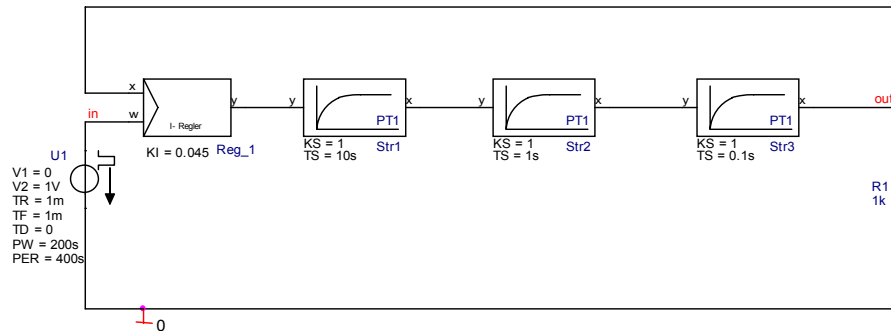 x
in
w
y
I- Regler
KI = 0.045
Reg_1
y
PT1
x
KS = 1
TS = 10s
Str1
y
PT1
x
KS = 1
TS = 1s
Str2
y
PT1
x
KS = 1
TS = 0.1s
Str3
out
U1
V1 = 0
V2 = 1V
TR = 1m
TF = 1m
TD = 0
PW = 200s
PER = 400s
R1
1k
0